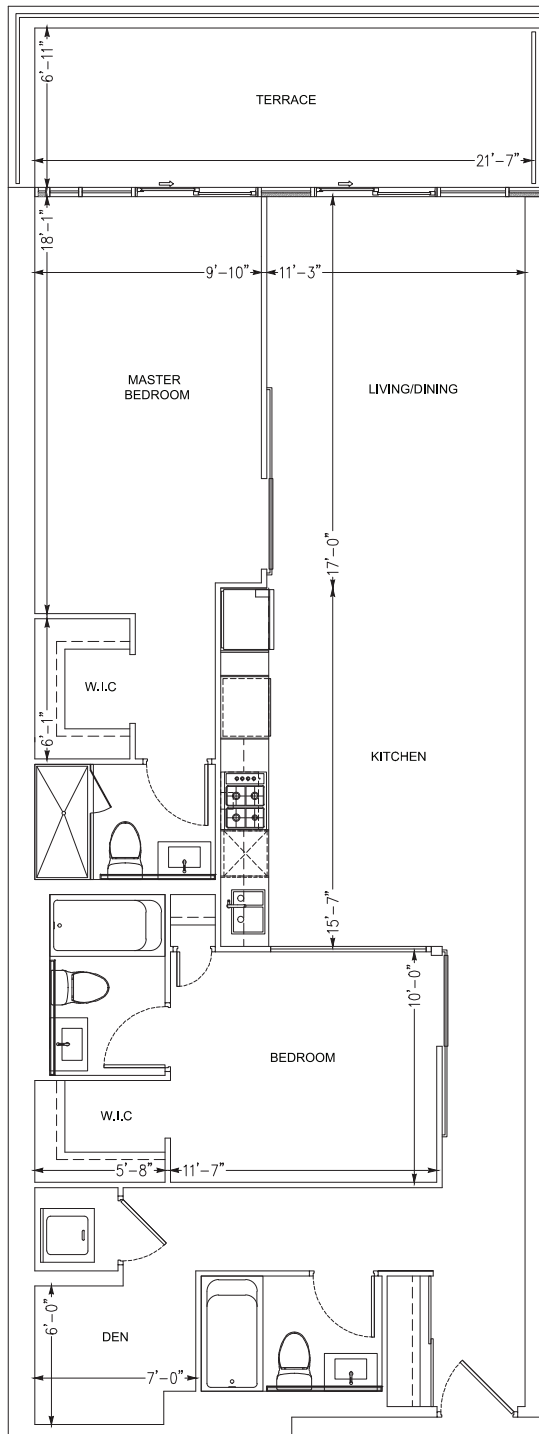 6'-11"
TERRACE
21'-7"
18'-1"
9'-10"
11'-3"
MASTER
BEDROOM
LIVING/DINING
17'-0"
W.I.C
6'-1"
KITCHEN
15'-7"
10'-0"
BEDROOM
W.I.C
5'-8"
11'-7"
6'-0"
DEN
7'-0"